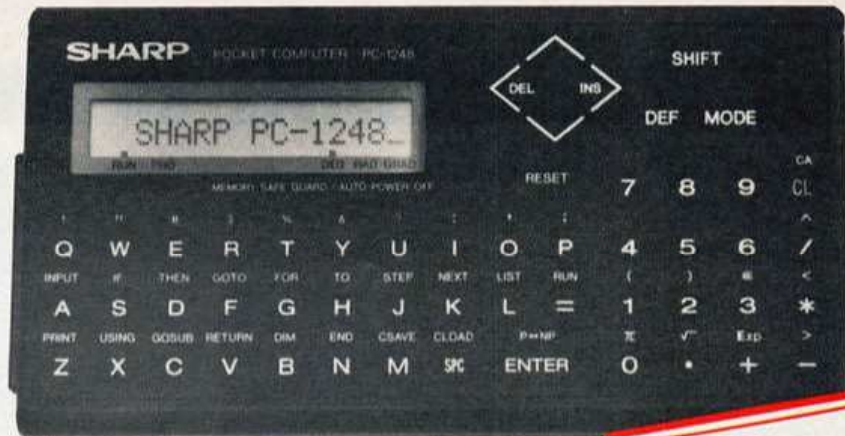 SHARP POCKET COMPUTER PC-1248
SHIFT
DEL INS
SHARP PC-1248_
DEF MODE
RUN PRO DEG RAD GRAD
MEMORY SAFE GUARD / AUTO POWER OFF
RESET
CA
7 8 9 CL
! " # $ % & ? : , ; ^
Q W E R T Y U I O P 4 5 6 /
INPUT IF THEN GOTO FOR TO STEP NEXT LIST RUN ( ) <
A S D F G H J K L = 1 2 3 *
PRINT USING GOSUB RETURN DIM END CSAVE CLOAD P↔NP π √ Exp >
Z X C V B N M SPC ENTER 0 • + −